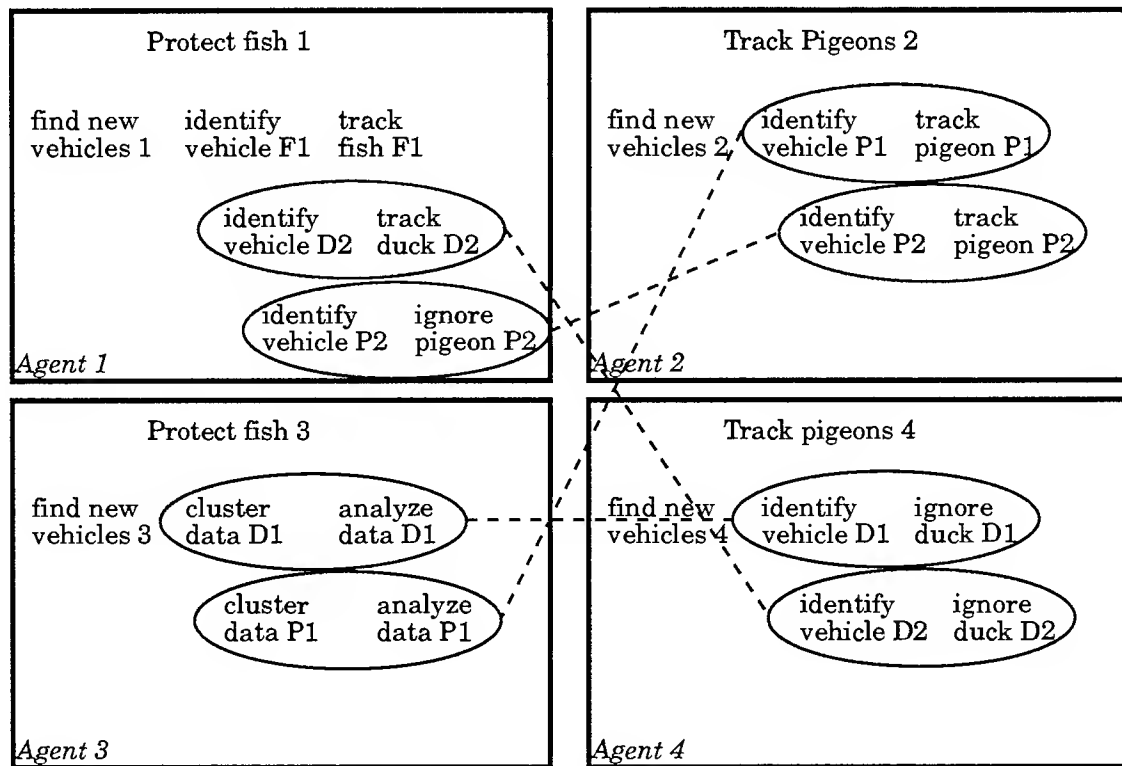 Protect fish 1
find new identify track
vehicles 1 vehicle F1 fish F1
identify track
vehicle D2 duck D2
identify ignore
vehicle P2 pigeon P2
Agent 1
Track Pigeons 2
find new identify track
vehicles 2 vehicle P1 pigeon P1
identify track
vehicle P2 pigeon P2
Agent 2
Protect fish 3
find new cluster analyze
vehicles 3 data D1 data D1
cluster analyze
data P1 data P1
Agent 3
Track pigeons 4
find new identify ignore
vehicles 4 vehicle D1 duck D1
identify ignore
vehicle D2 duck D2
Agent 4